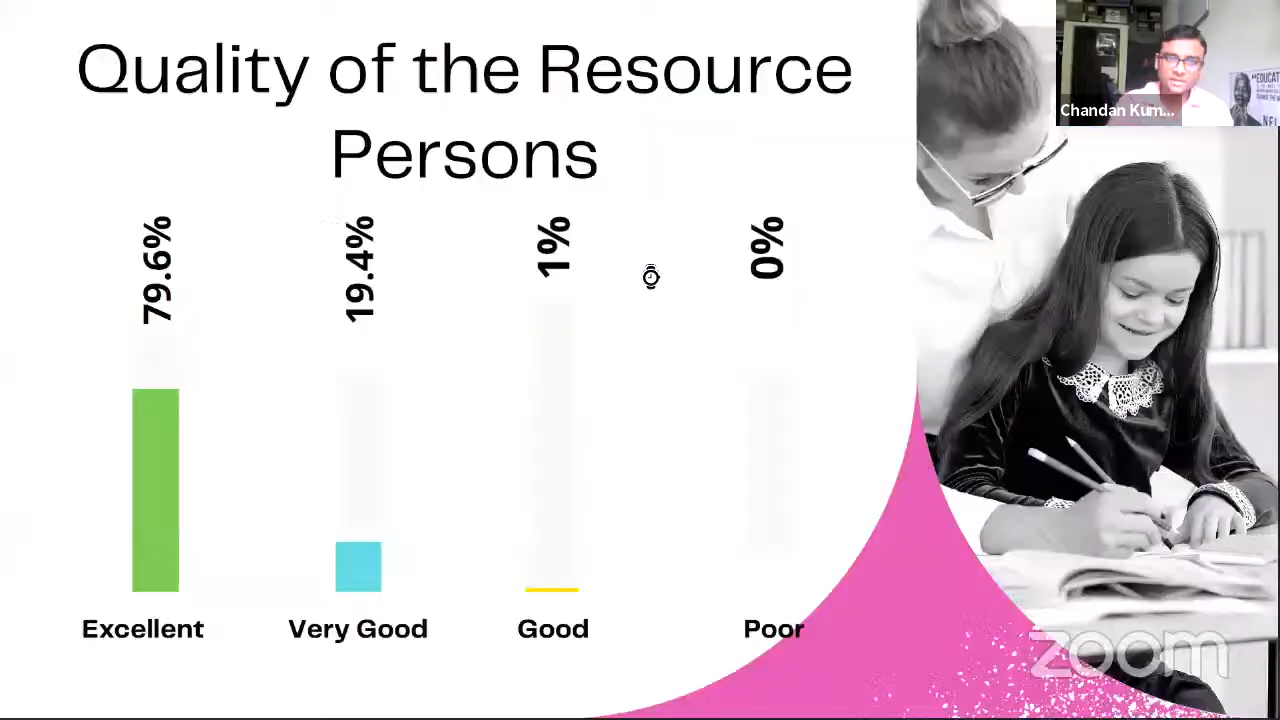 Quality of the Resource
Persons
79.6%
19.4%
1%
0%
Excellent
Very Good
Good
Poor
Chandan Kum...
zoom